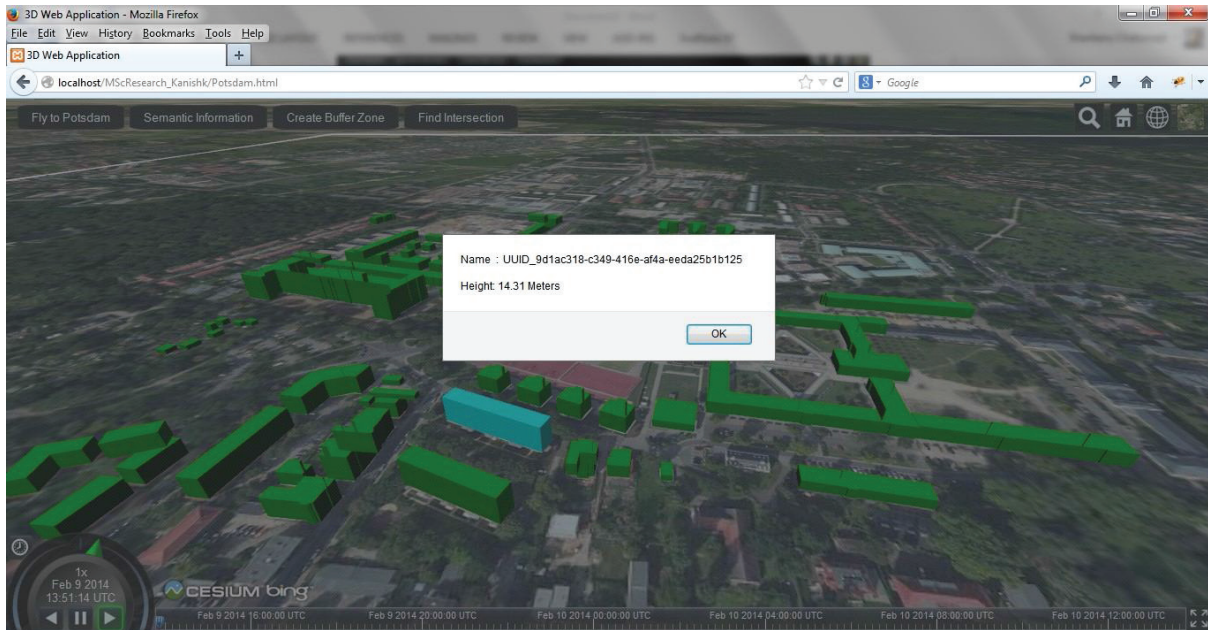 3D Web Application - Mozilla Firefox
File Edit View History Bookmarks Tools Help
3D Web Application +
localhost/MScResearch_Kanishk/Potsdam.html
Google
Fly to Potsdam Semantic Information Create Buffer Zone Find Intersection
Name : UUID_9d1ac318-c349-416e-af4a-eeda25b1b125
Height: 14.31 Meters
OK
1x
Feb 9 2014
13:51:14 UTC
CESIUM bing
Feb 9 2014 16:00:00 UTC Feb 9 2014 20:00:00 UTC Feb 10 2014 00:00:00 UTC Feb 10 2014 04:00:00 UTC Feb 10 2014 08:00:00 UTC Feb 10 2014 12:00:00 UTC